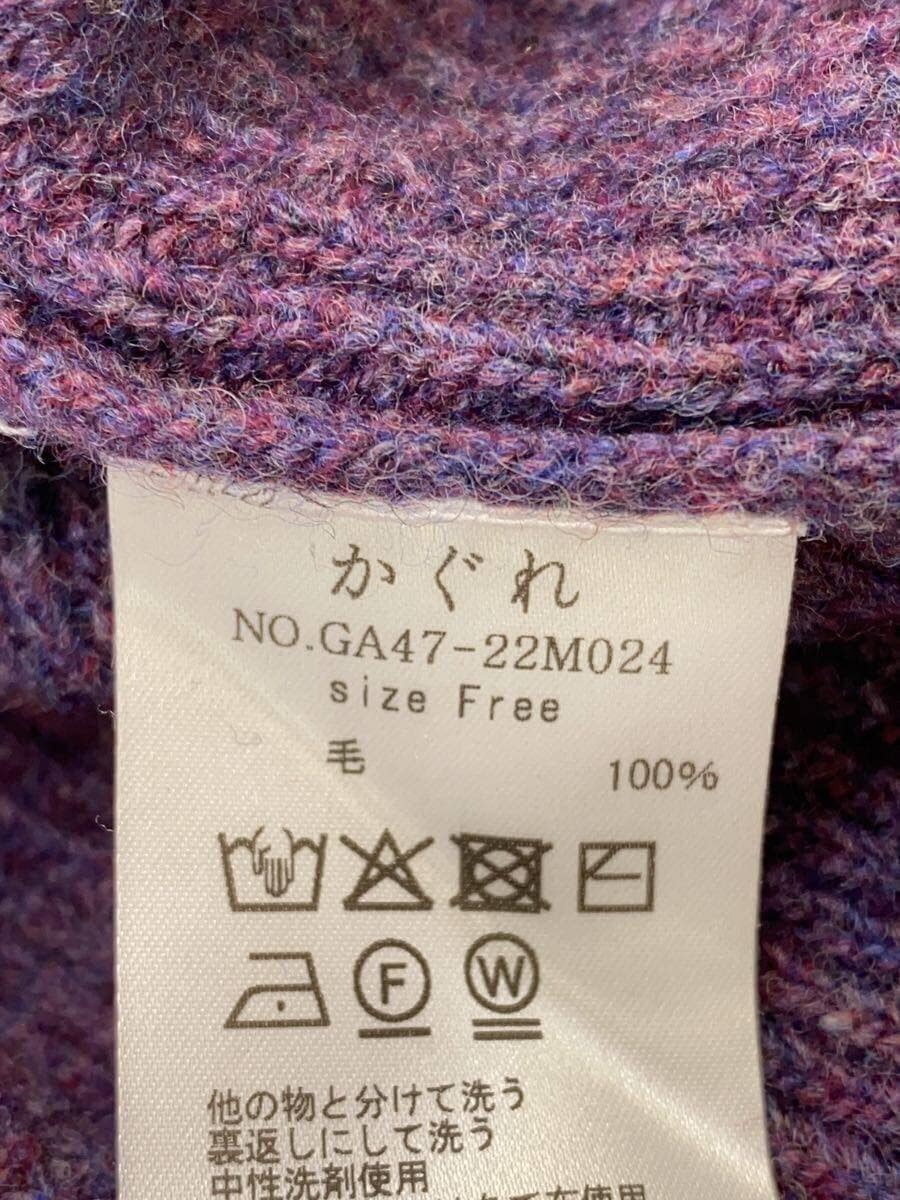 かぐれ
NO.GA47-22M024
size Free
毛 100%
F W
他の物と分けて洗う
裏返しにして洗う
中性洗剤使用